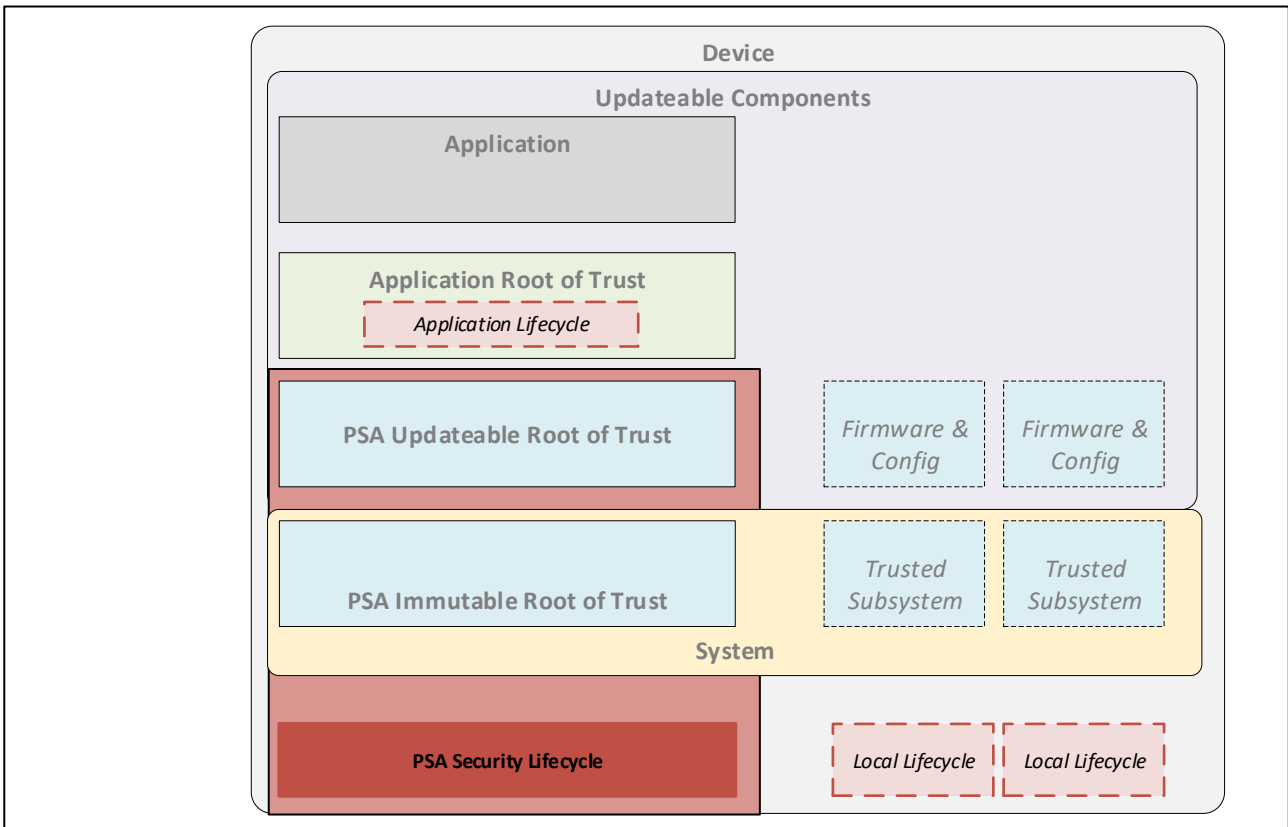 Device
Updateable Components
Application
Application Root of Trust
Application Lifecycle
PSA Updateable Root of Trust
Firmware &
Config
Firmware &
Config
PSA Immutable Root of Trust
Trusted
Subsystem
Trusted
Subsystem
System
PSA Security Lifecycle
Local Lifecycle
Local Lifecycle